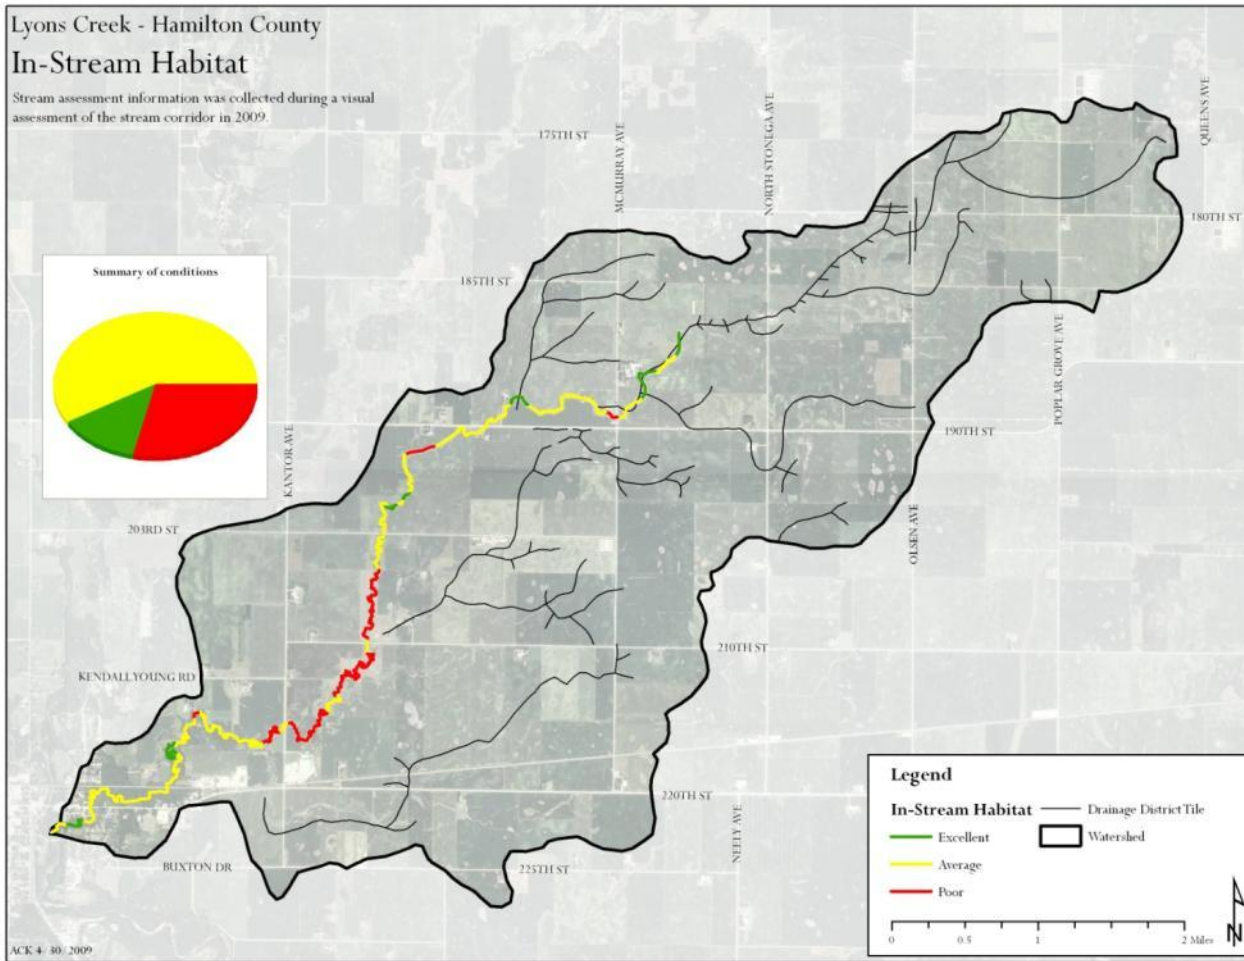 Lyons Creek - Hamilton County
In-Stream Habitat
Stream assessment information was collected during a visual
assessment of the stream corridor in 2009.
175TH ST
MCMURRAY AVE
NORTH STONEGA AVE
QUEENS AVE
180TH ST
185TH ST
Summary of conditions
POPLAR GROVE AVE
190TH ST
KANTOR AVE
203RD ST
OLSEN AVE
210TH ST
KENDALL YOUNG RD
220TH ST
NEELY AVE
BUXTON DR
225TH ST
Legend
In-Stream Habitat
Excellent
Average
Poor
Drainage District Tile
Watershed
0 0.5 1 2 Miles
N
ACK 4/30/2009